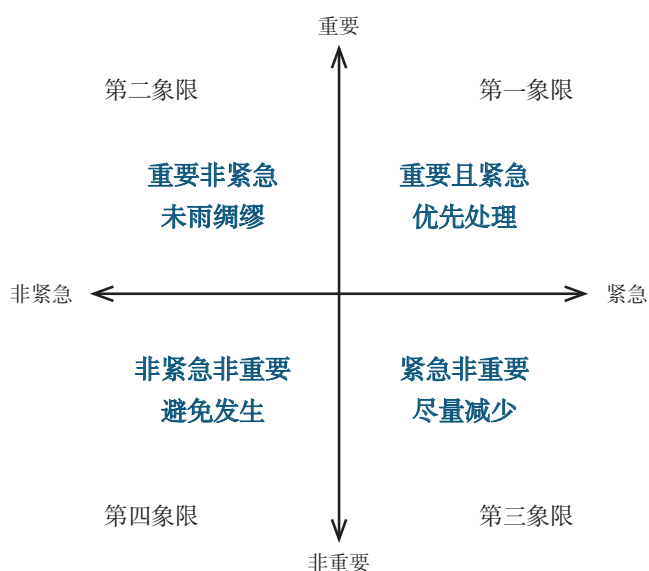 重要
第二象限
第一象限
重要非紧急
未雨绸缪
重要且紧急
优先处理
非紧急
紧急
非紧急非重要
避免发生
紧急非重要
尽量减少
第四象限
第三象限
非重要